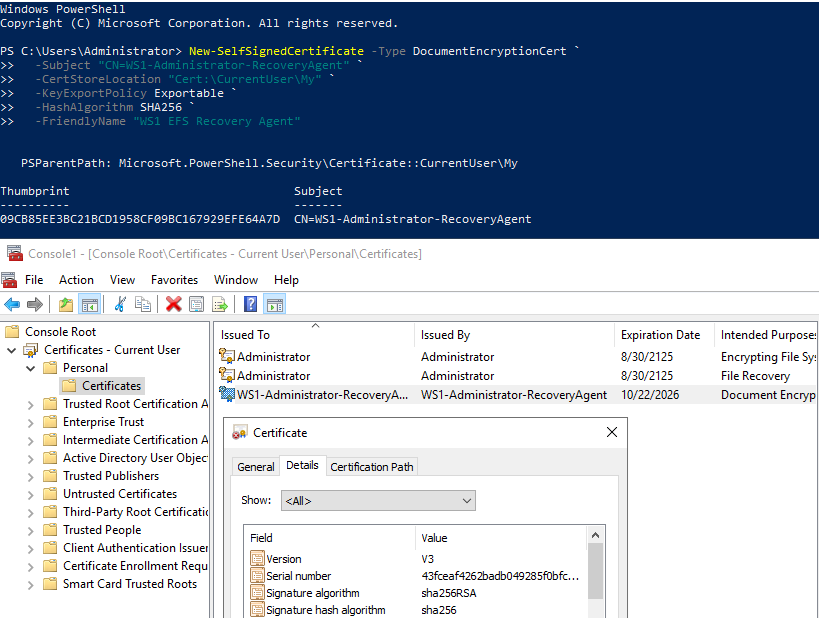 Windows PowerShell
Copyright (C) Microsoft Corporation. All rights reserved.
PS C:\Users\Administrator> New-SelfSignedCertificate -Type DocumentEncryptionCert `
>>   -Subject "CN=WS1-Administrator-RecoveryAgent" `
>>   -CertStoreLocation "Cert:\CurrentUser\My" `
>>   -KeyExportPolicy Exportable `
>>   -HashAlgorithm SHA256 `
>>   -FriendlyName "WS1 EFS Recovery Agent"
PSParentPath: Microsoft.PowerShell.Security\Certificate::CurrentUser\My
Thumbprint Subject
---------- -------
09CB85EE3BC21BCD1958CF09BC167929EFE64A7D CN=WS1-Administrator-RecoveryAgent
Console1 - [Console Root\Certificates - Current User\Personal\Certificates]
File Action View Favorites Window Help
Console Root
Certificates - Current User
Personal
Certificates
Trusted Root Certification A
Enterprise Trust
Intermediate Certification A
Active Directory User Objec
Trusted Publishers
Untrusted Certificates
Third-Party Root Certificatio
Trusted People
Client Authentication Issuer
Certificate Enrollment Requ
Smart Card Trusted Roots
Issued To Issued By Expiration Date Intended Purposes
Administrator Administrator 8/30/2125 Encrypting File Sy
Administrator Administrator 8/30/2125 File Recovery
WS1-Administrator-RecoveryA... WS1-Administrator-RecoveryAgent 10/22/2026 Document Encryp
Certificate
General Details Certification Path
Show: <All>
Field Value
Version V3
Serial number 43fceaf4262badb049285f0bfc...
Signature algorithm sha256RSA
Signature hash algorithm sha256